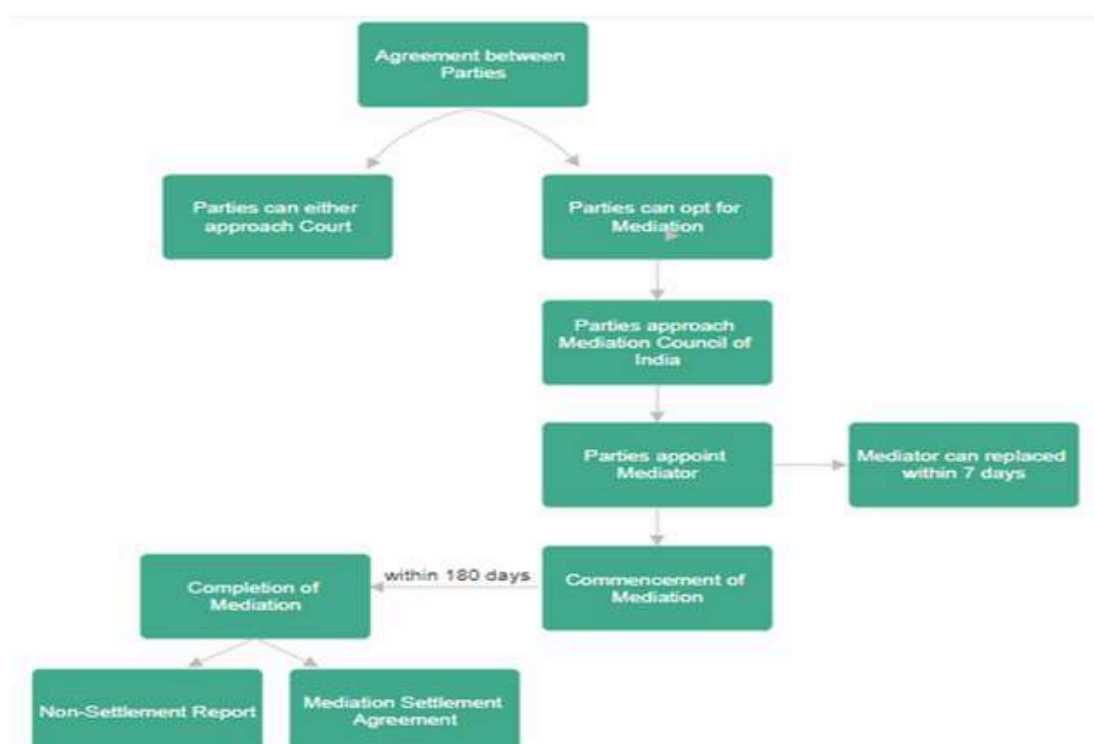 Agreement between
Parties
Parties can either
approach Court
Parties can opt for
Mediation
Parties approach
Mediation Council of
India
Parties appoint
Mediator
Mediator can replaced
within 7 days
Commencement of
Mediation
within 180 days
Completion of
Mediation
Non-Settlement Report
Mediation Settlement
Agreement